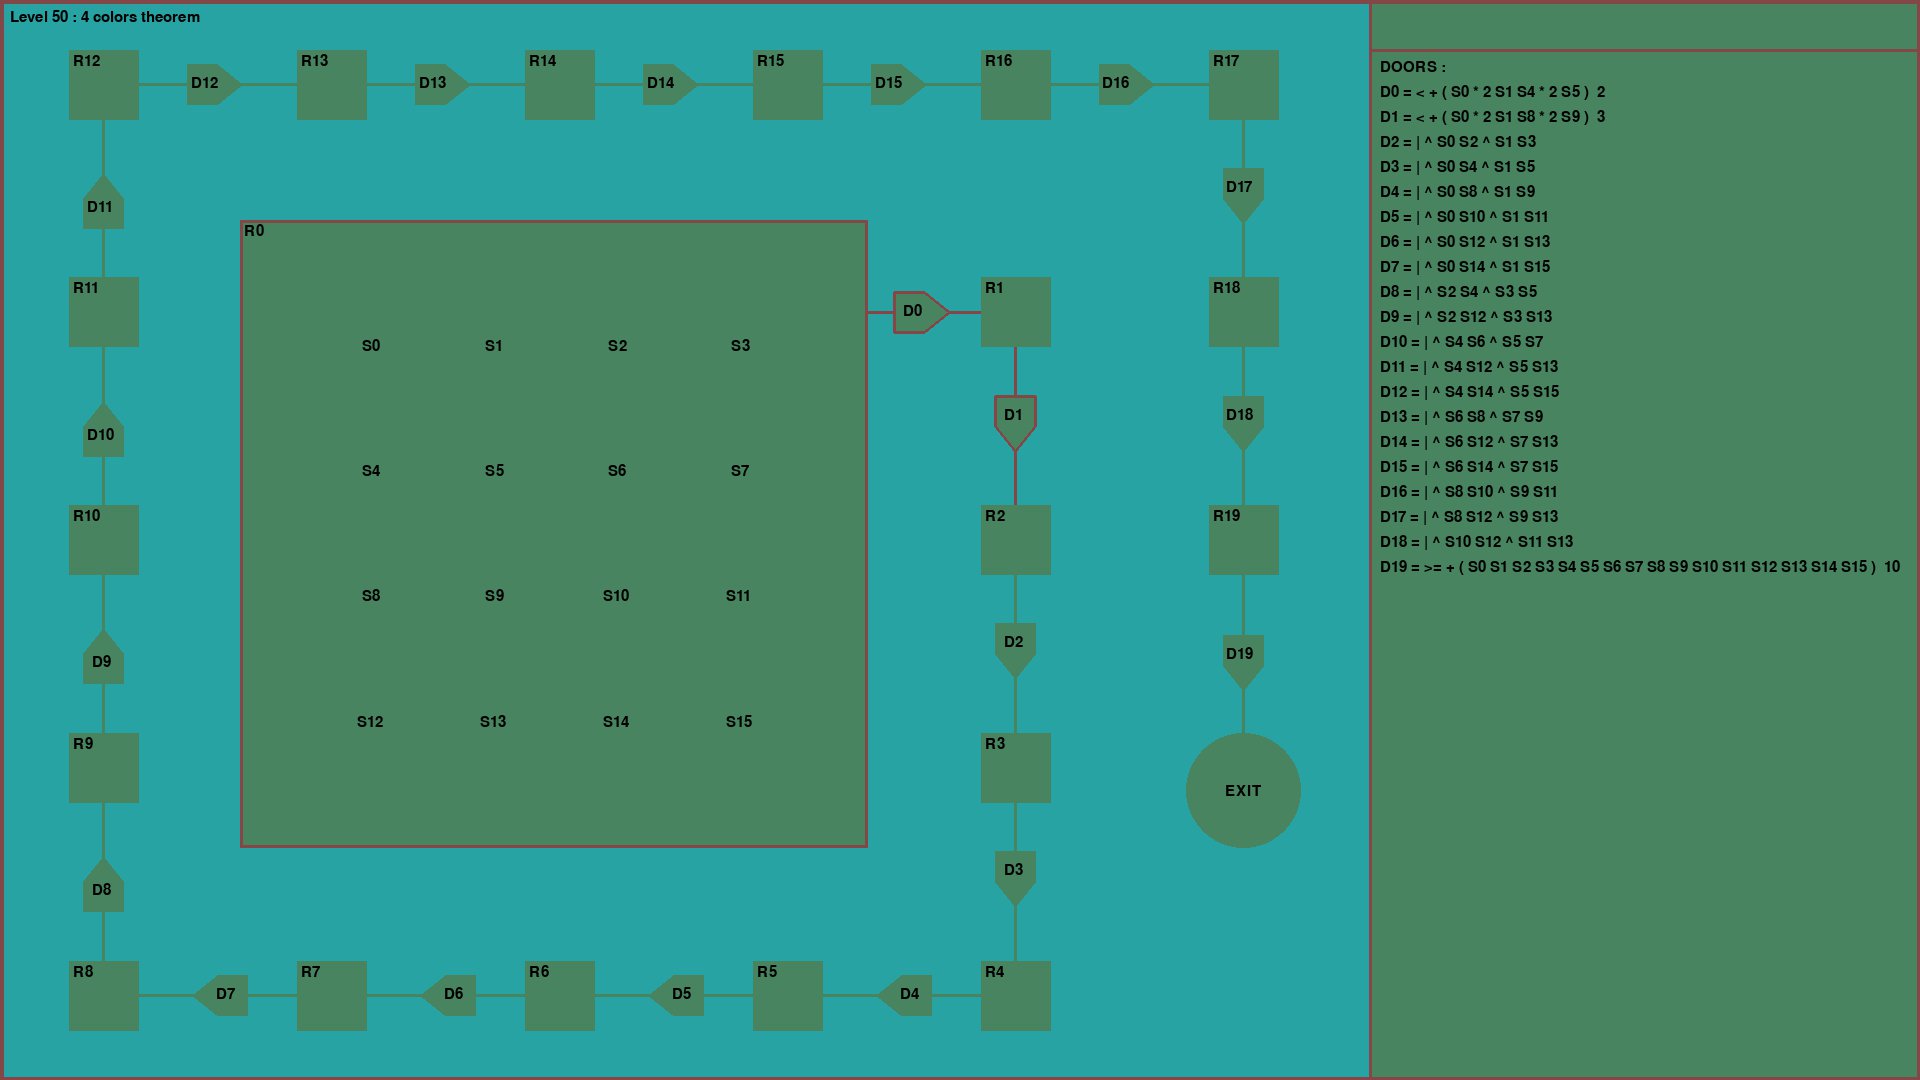 Level 50 : 4 colors theorem
R12
D12
R13
D13
R14
D14
R15
D15
R16
D16
R17
D11
D17
R0
R11
R1
R18
D0
S0 S1 S2 S3
D10
D1
D18
S4 S5 S6 S7
R10
R2
R19
S8 S9 S10 S11
D9
D2
D19
S12 S13 S14 S15
R9
R3
EXIT
D8
D3
R8
D7
R7
D6
R6
D5
R5
D4
R4
DOORS :
D0 = < + ( S0 * 2 S1 S4 * 2 S5 ) 2
D1 = < + ( S0 * 2 S1 S8 * 2 S9 ) 3
D2 = | ^ S0 S2 ^ S1 S3
D3 = | ^ S0 S4 ^ S1 S5
D4 = | ^ S0 S8 ^ S1 S9
D5 = | ^ S0 S10 ^ S1 S11
D6 = | ^ S0 S12 ^ S1 S13
D7 = | ^ S0 S14 ^ S1 S15
D8 = | ^ S2 S4 ^ S3 S5
D9 = | ^ S2 S12 ^ S3 S13
D10 = | ^ S4 S6 ^ S5 S7
D11 = | ^ S4 S12 ^ S5 S13
D12 = | ^ S4 S14 ^ S5 S15
D13 = | ^ S6 S8 ^ S7 S9
D14 = | ^ S6 S12 ^ S7 S13
D15 = | ^ S6 S14 ^ S7 S15
D16 = | ^ S8 S10 ^ S9 S11
D17 = | ^ S8 S12 ^ S9 S13
D18 = | ^ S10 S12 ^ S11 S13
D19 = >= + ( S0 S1 S2 S3 S4 S5 S6 S7 S8 S9 S10 S11 S12 S13 S14 S15 ) 10